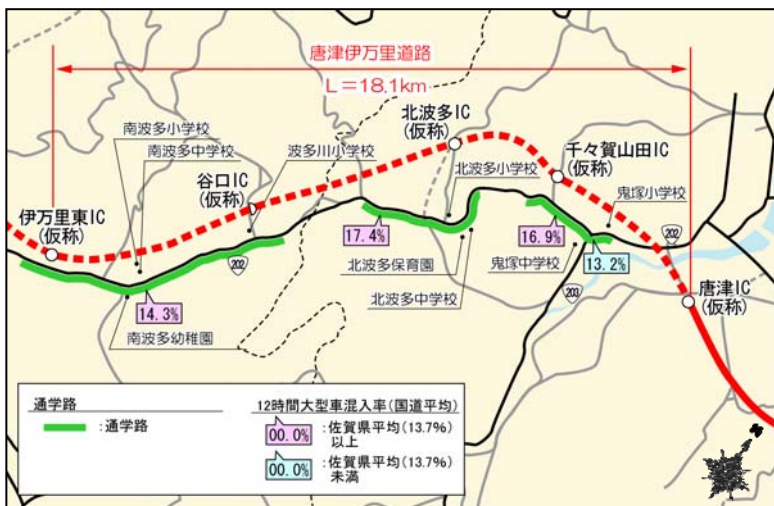 唐津伊万里道路
L=18.1km
北波多IC
(仮称)
南波多小学校
南波多中学校
波多川小学校
千々賀山田IC
(仮称)
谷口IC
(仮称)
北波多小学校
鬼塚小学校
伊万里東IC
(仮称)
17.4%
16.9%
202
202
13.2%
北波多保育園
鬼塚中学校
北波多中学校
203
唐津IC
(仮称)
14.3%
南波多幼稚園
通学路
:通学路
12時間大型車混入率(国道平均)
00.0%
:佐賀県平均(13.7%)
以上
00.0%
:佐賀県平均(13.7%)
未満